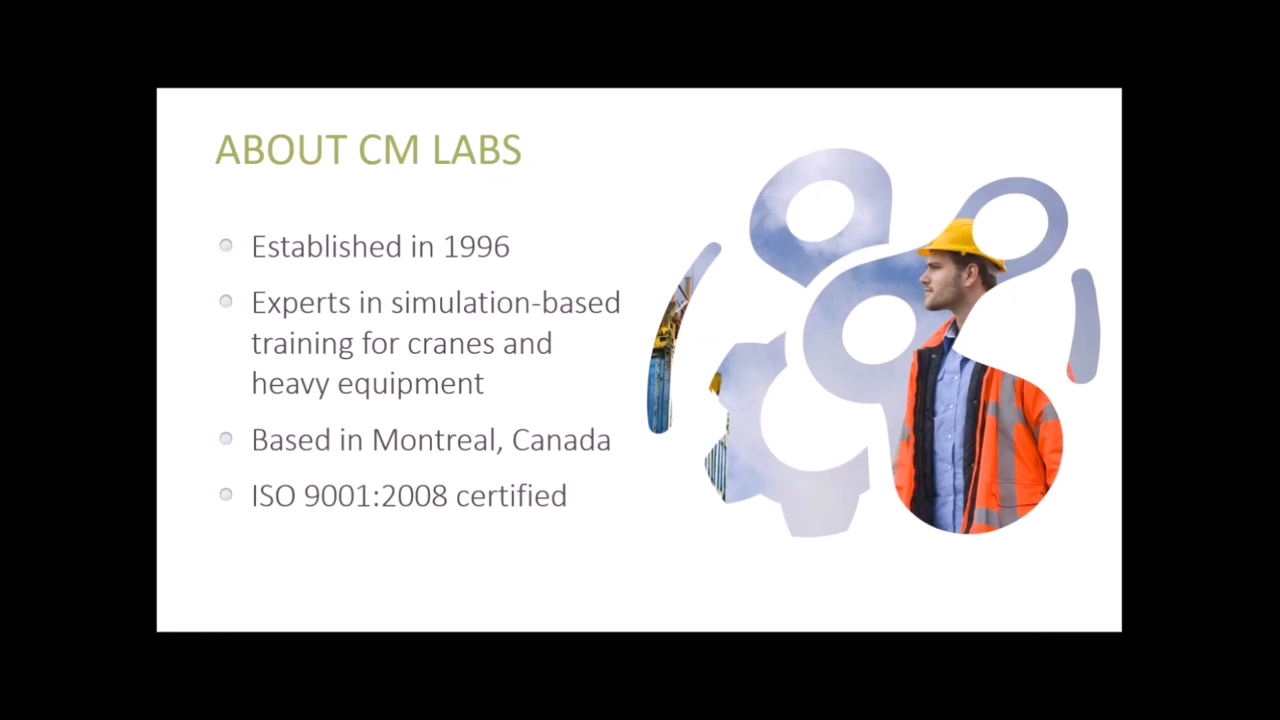 ABOUT CM LABS
Established in 1996
Experts in simulation-based
training for cranes and
heavy equipment
Based in Montreal, Canada
ISO 9001:2008 certified